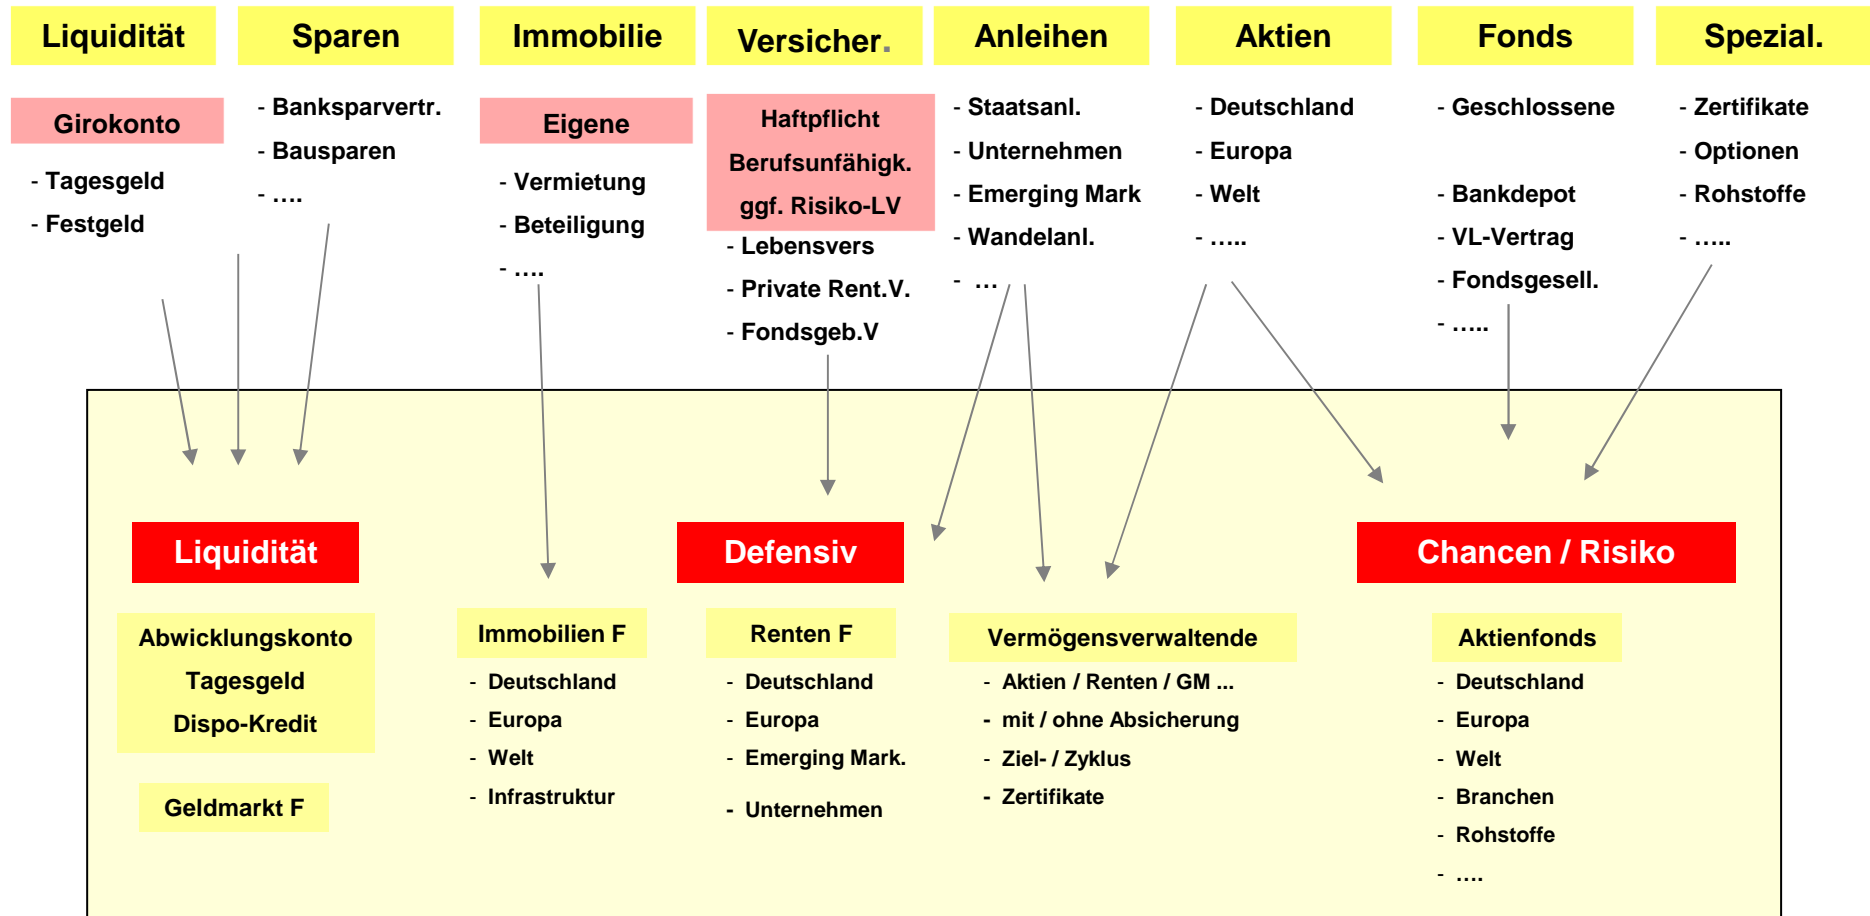 Liquidität
Sparen
Immobilie
Versicher.
Anleihen
Aktien
Fonds
Spezial.
Girokonto
- Tagesgeld
- Festgeld
- Banksparvertr.
- Bausparen
- ....
Eigene
- Vermietung
- Beteiligung
- ....
Haftpflicht
Berufsunfähigk.
ggf. Risiko-LV
- Lebensvers
- Private Rent.V.
- Fondsgeb.V
- Staatsanl.
- Unternehmen
- Emerging Mark
- Wandelanl.
- ...
- Deutschland
- Europa
- Welt
- .....
- Geschlossene
- Bankdepot
- VL-Vertrag
- Fondsgesell.
- .....
- Zertifikate
- Optionen
- Rohstoffe
- .....
Liquidität
Defensiv
Chancen / Risiko
Abwicklungskonto
Tagesgeld
Dispo-Kredit
Geldmarkt F
Immobilien F
- Deutschland
- Europa
- Welt
- Infrastruktur
Renten F
- Deutschland
- Europa
- Emerging Mark.
- Unternehmen
Vermögensverwaltende
- Aktien / Renten / GM ...
- mit / ohne Absicherung
- Ziel- / Zyklus
- Zertifikate
Aktienfonds
- Deutschland
- Europa
- Welt
- Branchen
- Rohstoffe
- ....